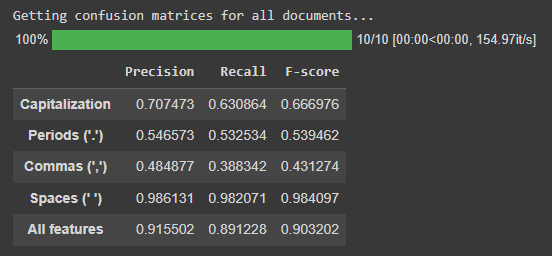 Getting confusion matrices for all documents...
100% 10/10 [00:00<00:00, 154.97it/s]
Precision Recall F-score
Capitalization 0.707473 0.630864 0.666976
Periods ('.') 0.546573 0.532534 0.539462
Commas (',') 0.484877 0.388342 0.431274
Spaces (' ') 0.986131 0.982071 0.984097
All features 0.915502 0.891228 0.903202